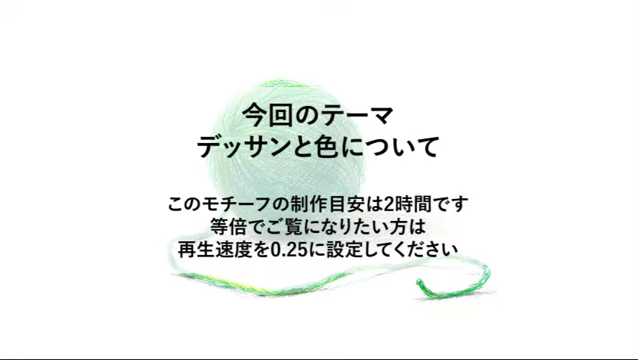 今回のテーマ
デッサンと色について
このモチーフの制作目安は2時間です
等倍でご覧になりたい方は
再生速度を0.25に設定してください